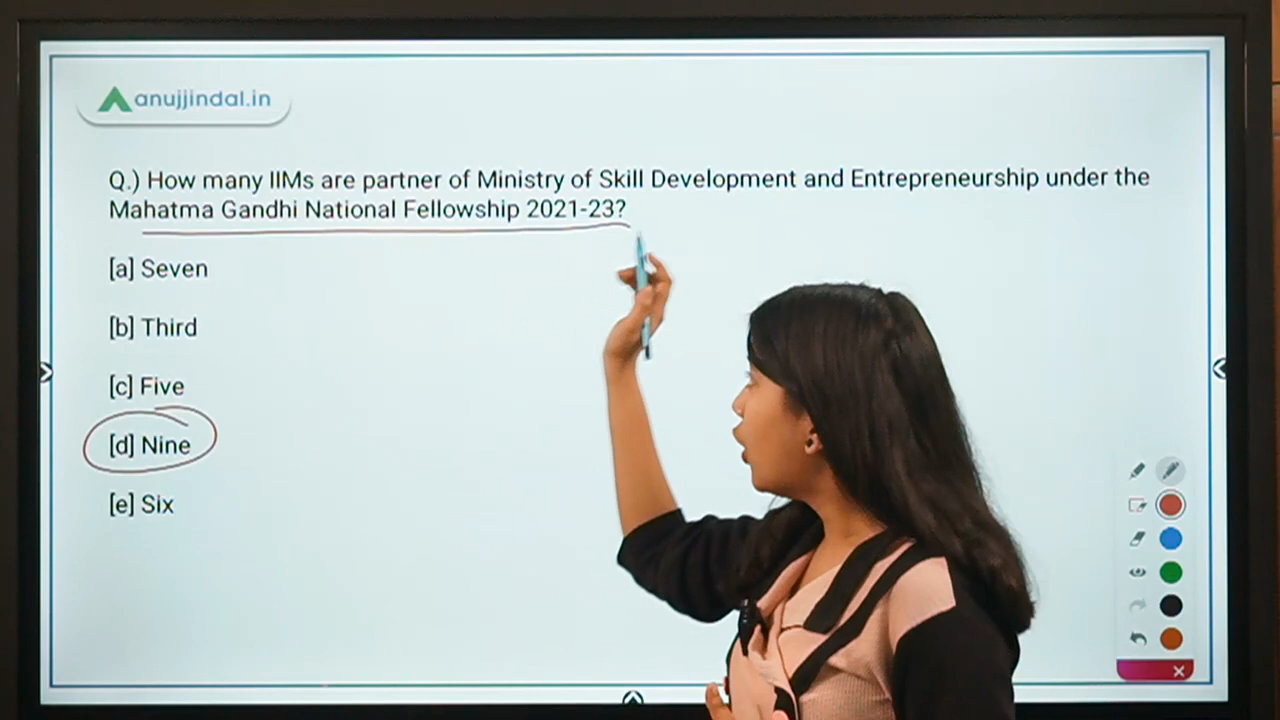 anujjindal.in
Q.) How many IIMs are partner of Ministry of Skill Development and Entrepreneurship under the
Mahatma Gandhi National Fellowship 2021-23?
[a] Seven
[b] Third
[c] Five
[d] Nine
[e] Six